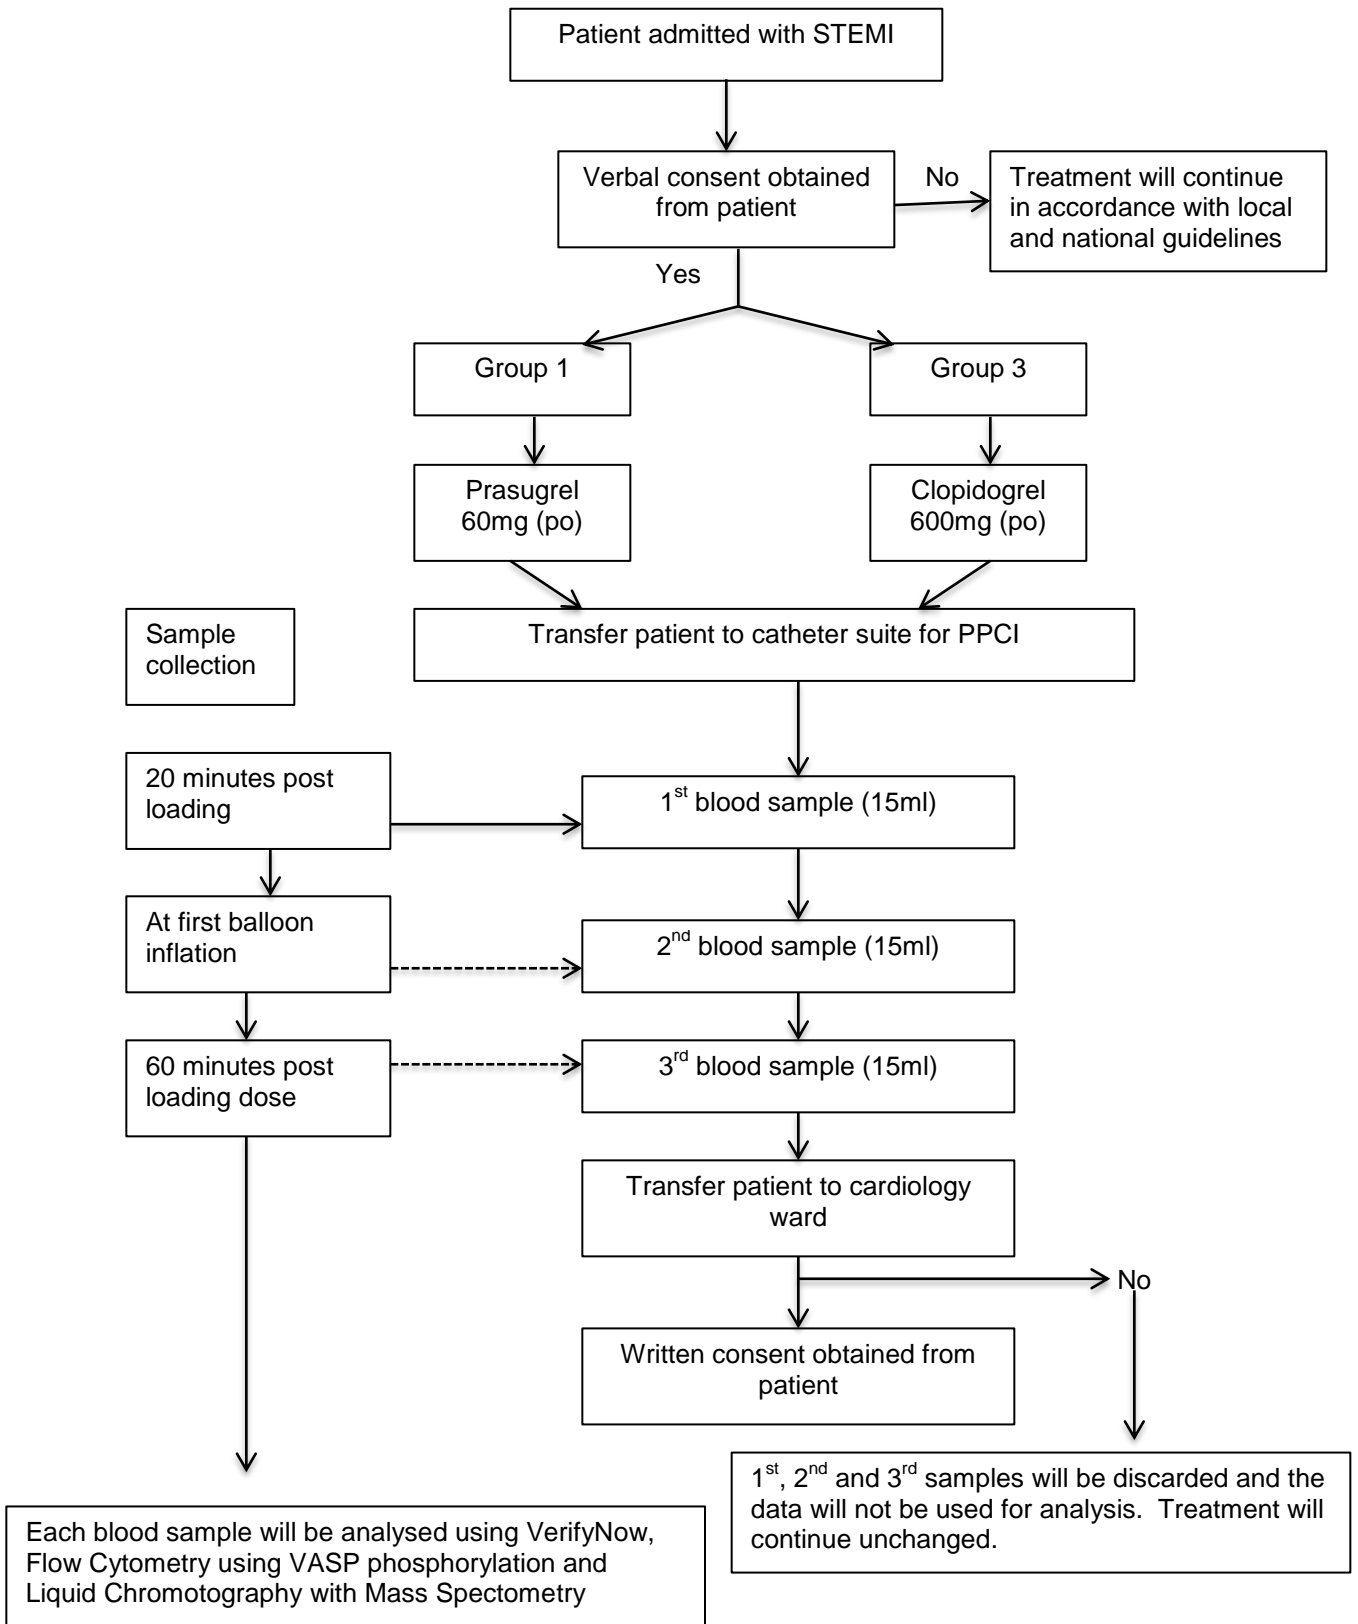 Patient admitted with STEMI
Verbal consent obtained
from patient
No
Treatment will continue
in accordance with local
and national guidelines
Yes
Group 1
Group 3
Prasugrel
60mg (po)
Clopidogrel
600mg (po)
Sample
collection
Transfer patient to catheter suite for PPCI
20 minutes post
loading
1st blood sample (15ml)
At first balloon
inflation
2nd blood sample (15ml)
60 minutes post
loading dose
3rd blood sample (15ml)
Transfer patient to cardiology
ward
No
Written consent obtained from
patient
1st, 2nd and 3rd samples will be discarded and the
data will not be used for analysis. Treatment will
continue unchanged.
Each blood sample will be analysed using VerifyNow,
Flow Cytometry using VASP phosphorylation and
Liquid Chromotography with Mass Spectometry